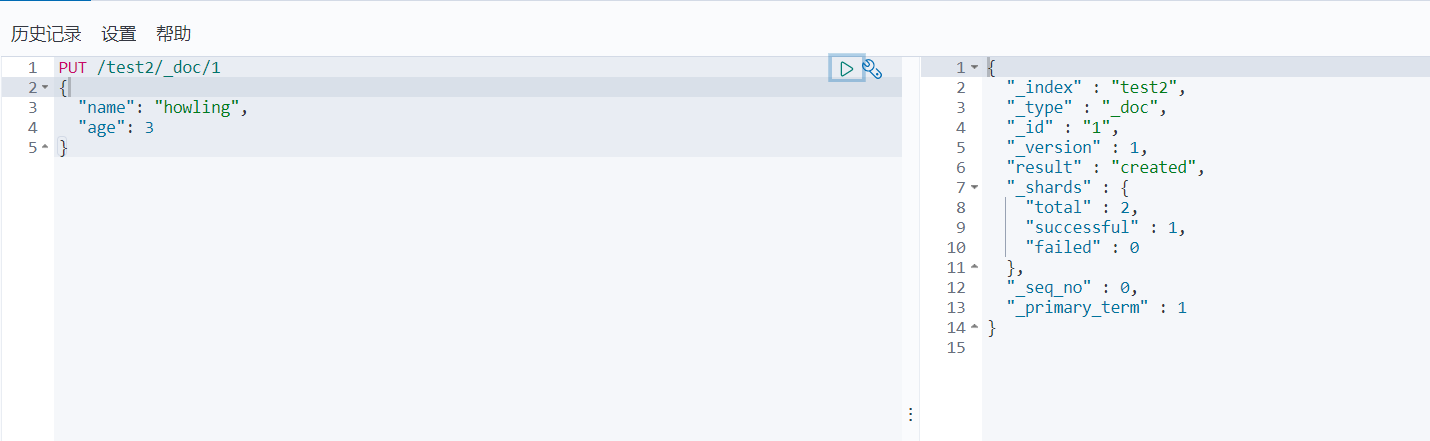 历史记录 设置 帮助
1 PUT /test2/_doc/1
2 {
3 "name": "howling",
4 "age": 3
5 }
1 {
2 "_index" : "test2",
3 "_type" : "_doc",
4 "_id" : "1",
5 "_version" : 1,
6 "result" : "created",
7 "_shards" : {
8 "total" : 2,
9 "successful" : 1,
10 "failed" : 0
11 },
12 "_seq_no" : 0,
13 "_primary_term" : 1
14 }
15